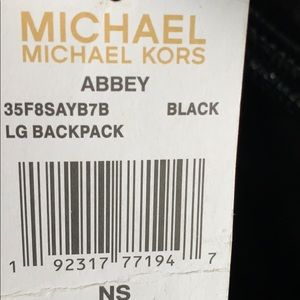 MICHAEL
MICHAEL KORS
ABBEY
35F8SAYB7B BLACK
LG BACKPACK
1 92317 77194 7
NS